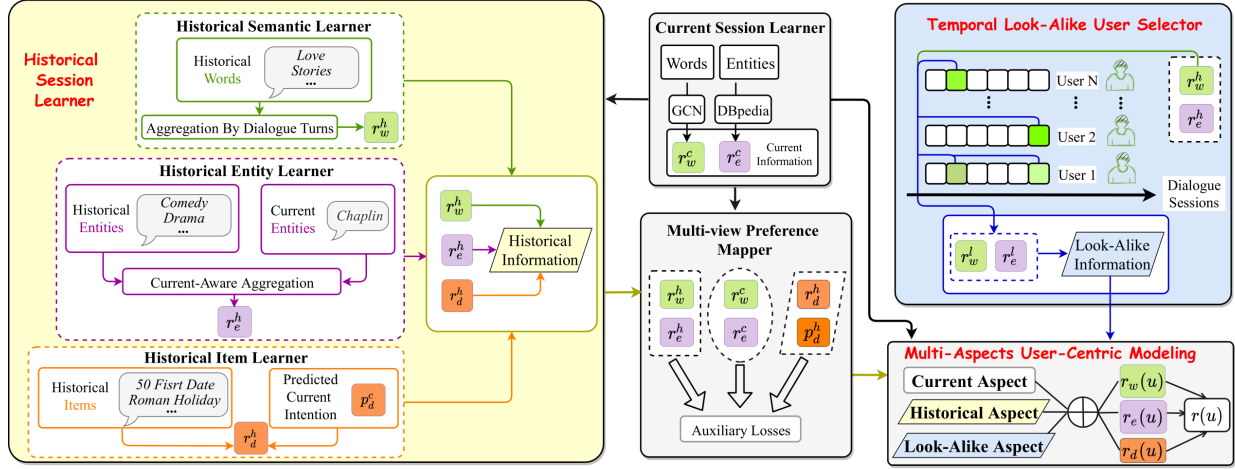 Historical
Session
Learner
Historical Semantic Learner
Historical
Words
Love
Stories
...
Aggregation By Dialogue Turns
r_w^h
Historical Entity Learner
Historical
Entities
Comedy
Drama
...
Current
Entities
Chaplin
Current-Aware Aggregation
r_e^h
Historical Item Learner
Historical
Items
50 Fisrt Date
Roman Holiday
...
Predicted
Current
Intention
p_d^c
r_d^h
r_w^h
r_e^h
r_d^h
Historical
Information
Current Session Learner
Words
Entities
GCN
DBpedia
r_w^c
r_e^c
Current
Information
Multi-view Preference
Mapper
r_w^h
r_w^c
r_d^h
r_e^h
r_e^c
p_d^h
Auxiliary Losses
Temporal Look-Alike User Selector
User N
User 2
User 1
r_w^h
r_e^h
Dialogue
Sessions
r_w^l
r_e^l
Look-Alike
Information
Multi-Aspects User-Centric Modeling
Current Aspect
Historical Aspect
Look-Alike Aspect
r_w(u)
r_e(u)
r_d(u)
r(u)